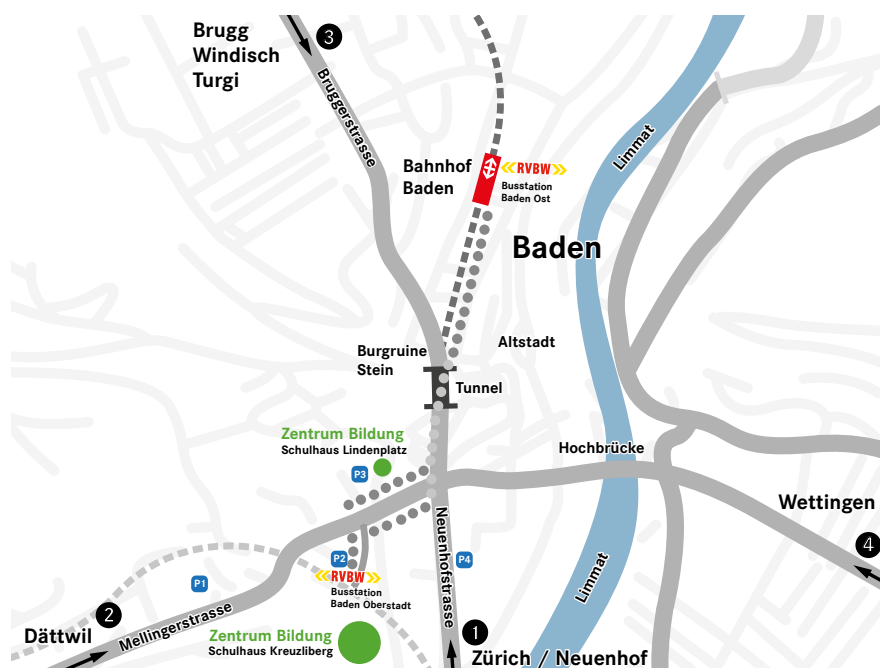 Brugg
Windisch
Turgi
3
Bruggerstrasse
Limmat
Bahnhof
Baden
RVBW
Busstation
Baden Ost
Baden
Burgruine
Stein
Altstadt
Tunnel
Zentrum Bildung
Schulhaus Lindenplatz
P3
Hochbrücke
Wettingen
4
Neuenhofstrasse
P2
P4
RVBW
Busstation
Baden Oberstadt
P1
Limmat
2
Dättwil
Mellingerstrasse
Zentrum Bildung
Schulhaus Kreuzliberg
1
Zürich / Neuenhof